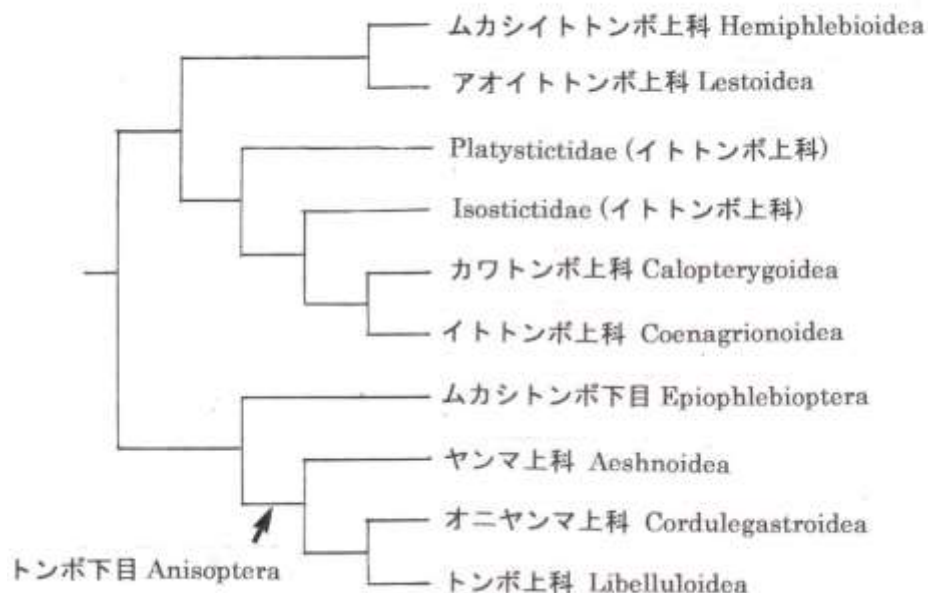 ムカシイトトンボ上科 Hemiphlebioidea
アオイトトンボ上科 Lestoidea
Platystictidae (イトトンボ上科)
Isostictidae (イトトンボ上科)
カワトンボ上科 Calopterygoidea
イトトンボ上科 Coenagrionoidea
ムカシトンボ下目 Epiophlebioptera
ヤンマ上科 Aeshnoidea
オニヤンマ上科 Cordulegastroidea
トンボ下目 Anisoptera
トンボ上科 Libelluloidea